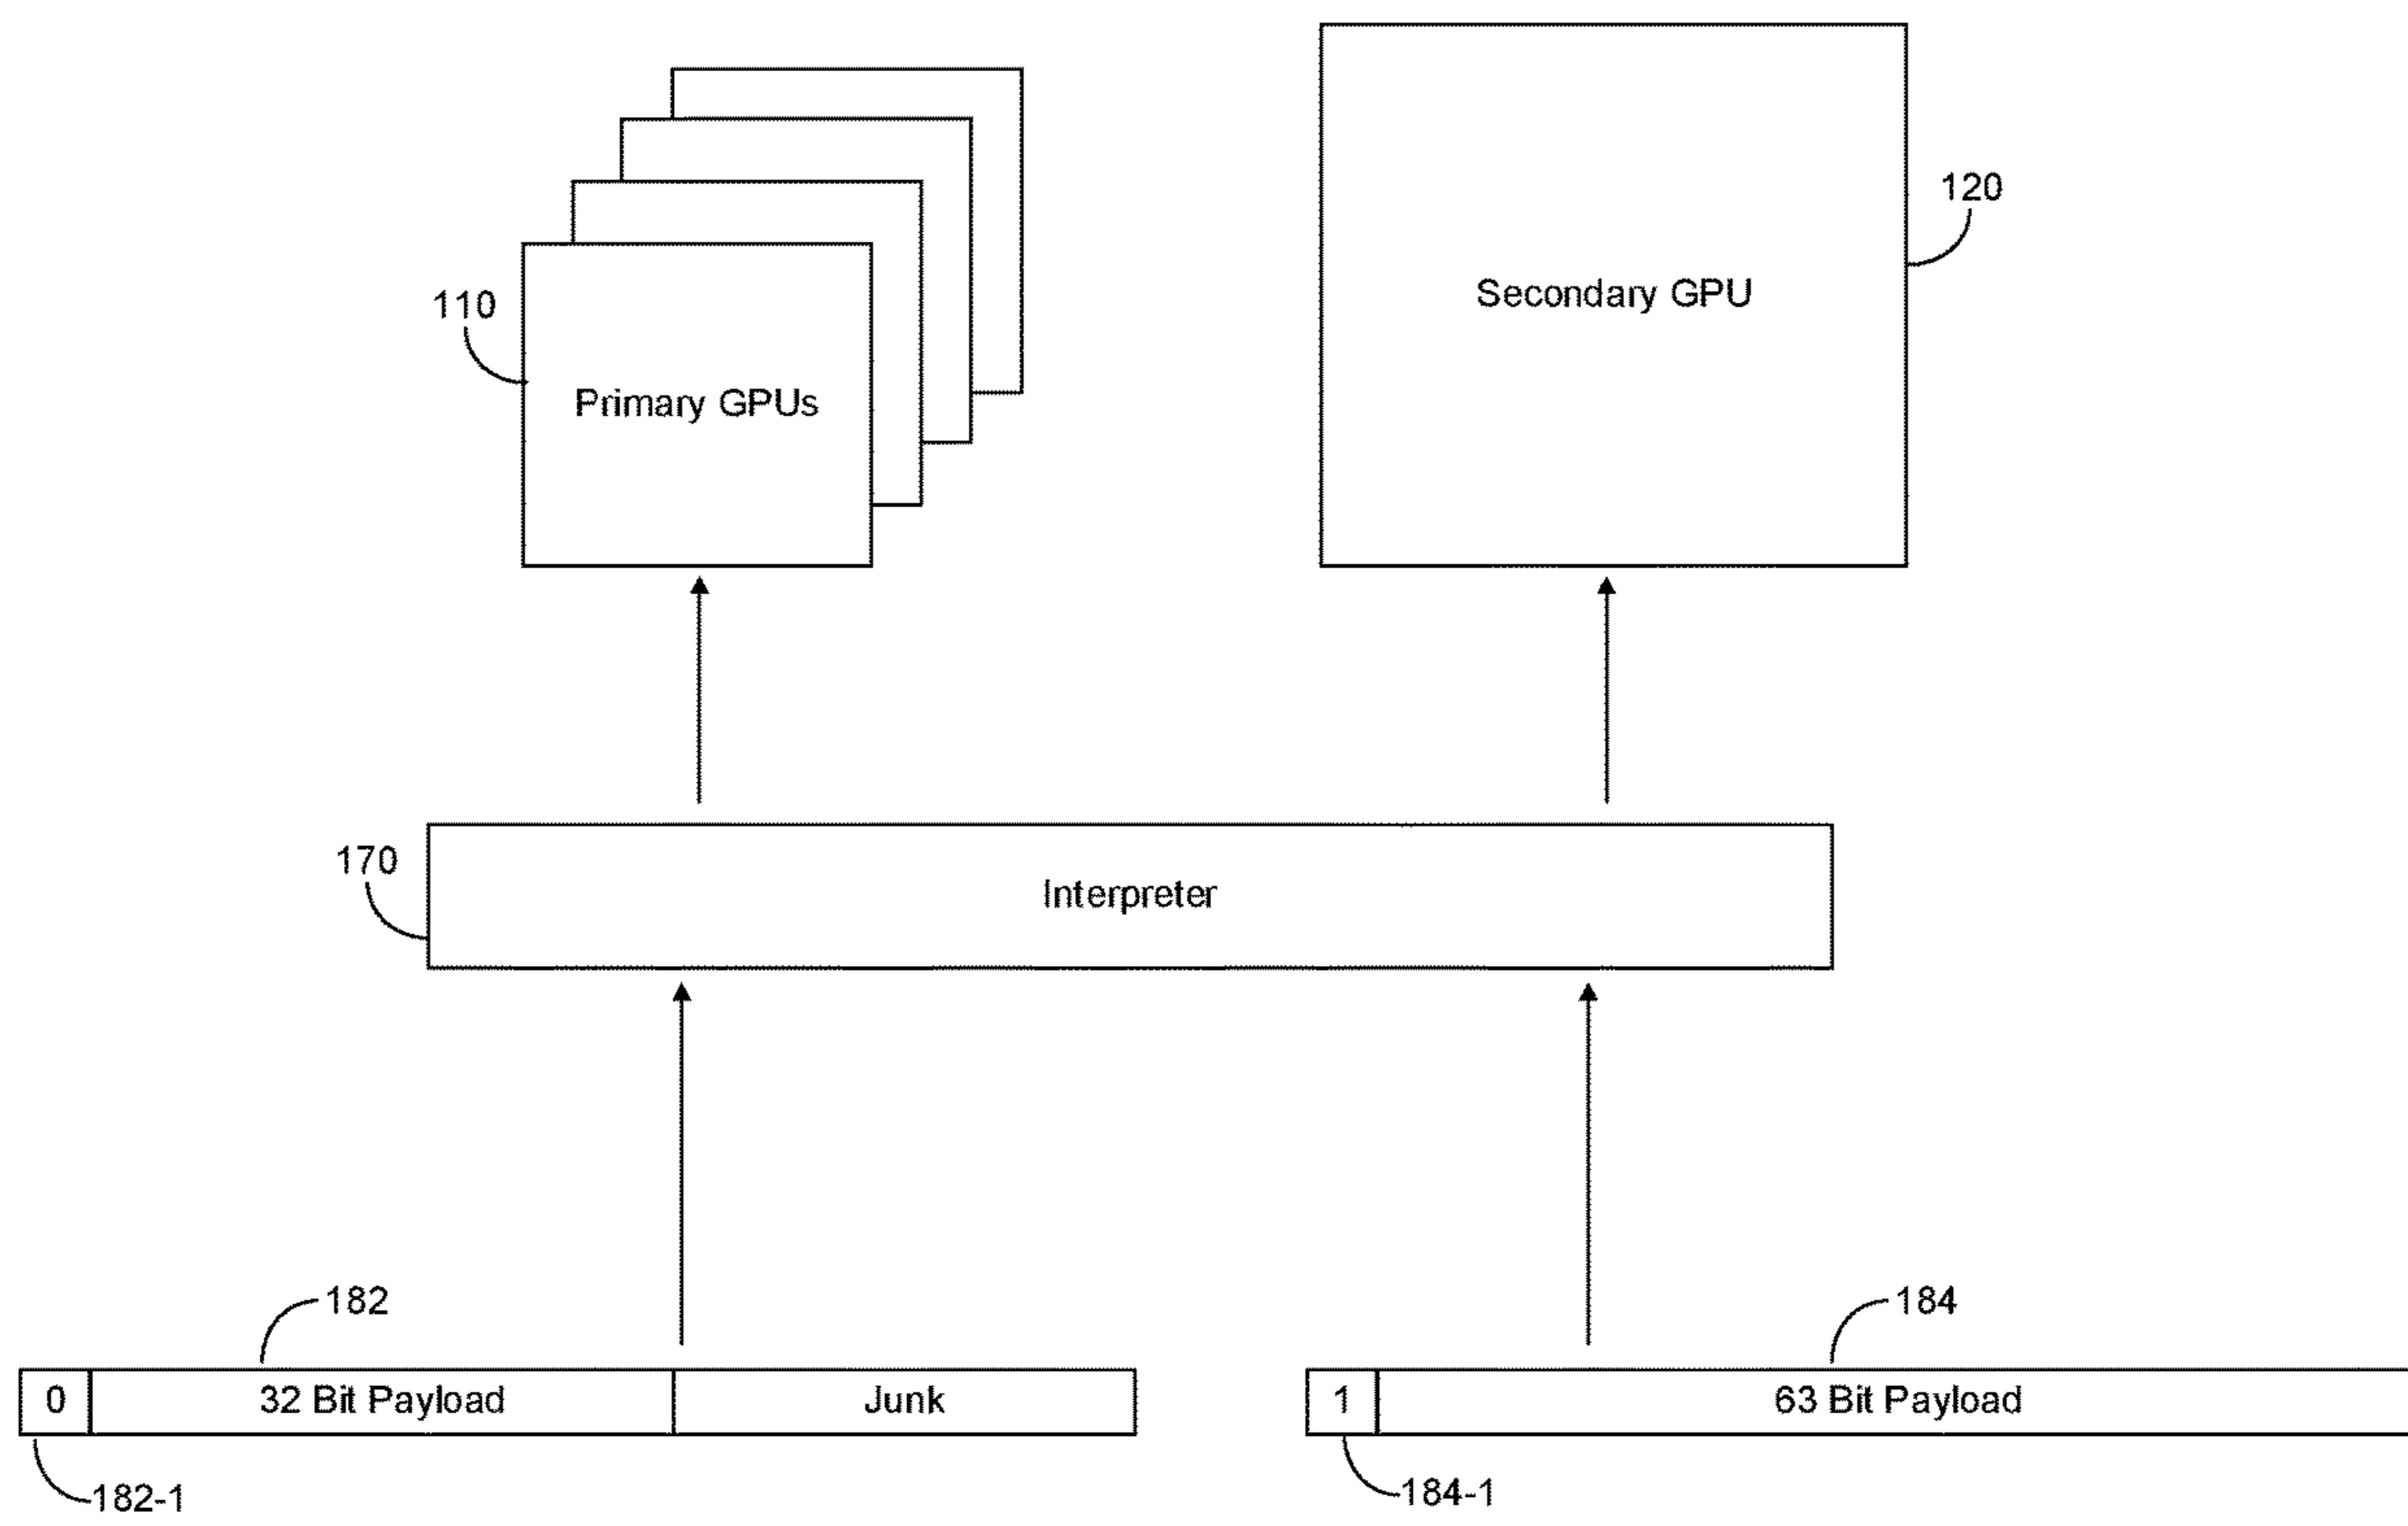 120
Secondary GPU
110
Primary GPUs
170
Interpreter
182
184
0
32 Bit Payload
Junk
1
63 Bit Payload
182-1
184-1